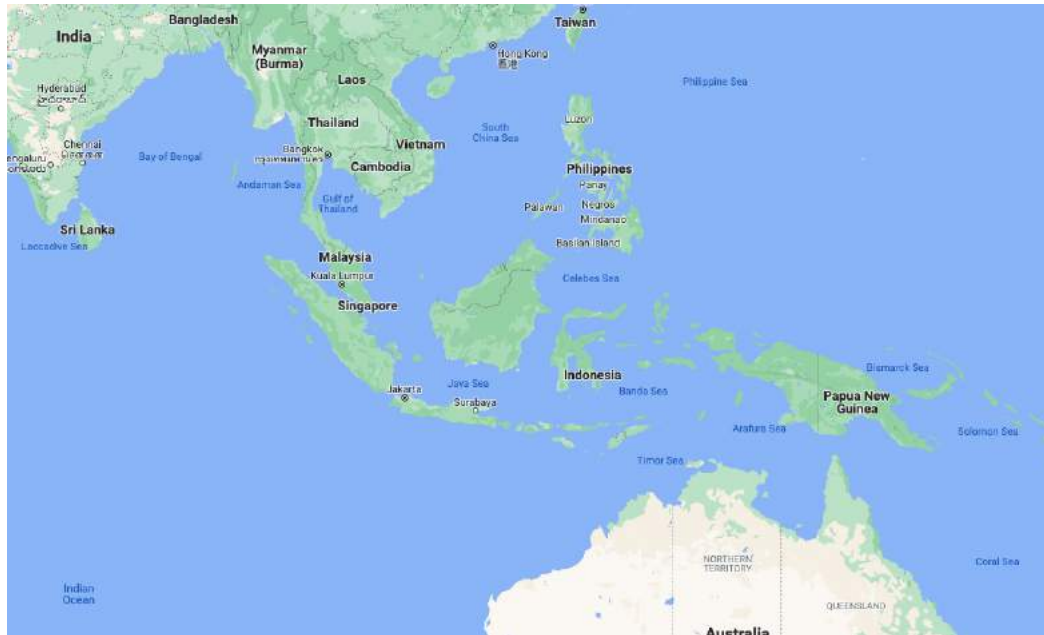 Bangladesh
Taiwan
India
Myanmar
(Burma)
Hong Kong
香港
Laos
Philippine Sea
Hyderabad
Luzon
Thailand
South
China Sea
Chennai
Vietnam
Bangkok
Bay of Bengal
Cambodia
Philippines
Andaman Sea
Panay
Gulf of
Thailand
Palawan
Negros
Mindanao
Sri Lanka
Laccadive Sea
Basilan Island
Malaysia
Kuala Lumpur
Celebes Sea
Singapore
Bismarck Sea
Indonesia
Java Sea
Jakarta
Banda Sea
Surabaya
Papua New
Guinea
Arafura Sea
Solomon Sea
Timor Sea
NORTHERN
TERRITORY
Coral Sea
Indian
Ocean
QUEENSLAND
Australia